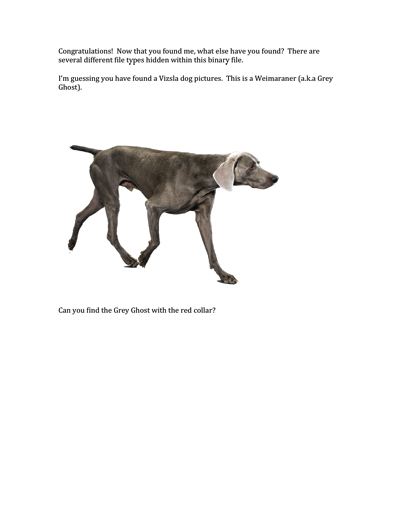 Congratulations!  Now that you found me, what else have you found?  There are
several different file types hidden within this binary file.
I'm guessing you have found a Vizsla dog pictures.  This is a Weimaraner (a.k.a Grey
Ghost).
Can you find the Grey Ghost with the red collar?